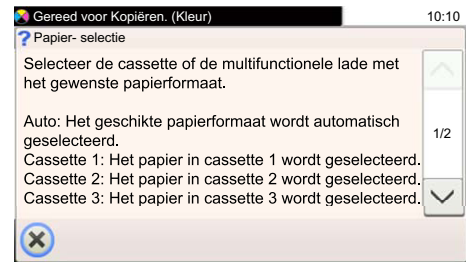 Gereed voor Kopiëren. (Kleur) 10:10
? Papier- selectie
Selecteer de cassette of de multifunctionele lade met
het gewenste papierformaat.
Auto: Het geschikte papierformaat wordt automatisch
geselecteerd.
Cassette 1: Het papier in cassette 1 wordt geselecteerd.
Cassette 2: Het papier in cassette 2 wordt geselecteerd.
Cassette 3: Het papier in cassette 3 wordt geselecteerd.
1/2